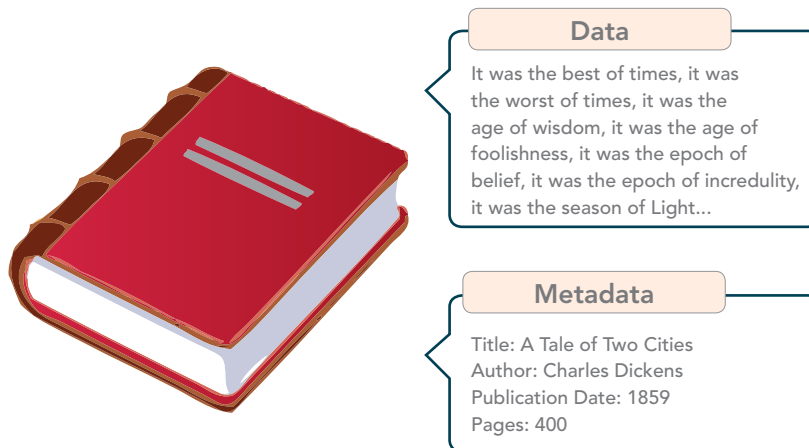 Data
It was the best of times, it was
the worst of times, it was the
age of wisdom, it was the age of
foolishness, it was the epoch of
belief, it was the epoch of incredulity,
it was the season of Light...
Metadata
Title: A Tale of Two Cities
Author: Charles Dickens
Publication Date: 1859
Pages: 400